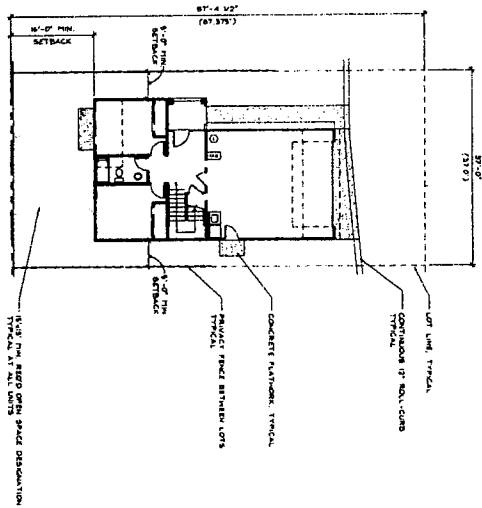 87'-4 1/2"
(87.375')
15'-0" MIN.
SETBACK
5'-0" MIN.
SETBACK
37'-0"
(37.0')
5'-0" MIN
SETBACK
LOT LINE, TYPICAL
CONTINUOUS 12" ROLL-CURB
TYPICAL
CONCRETE FLATWORK, TYPICAL
PRIVACY FENCE BETWEEN LOTS
TYPICAL
15'x15' MIN. REQ'D OPEN SPACE DESIGNATION
TYPICAL AT ALL UNITS